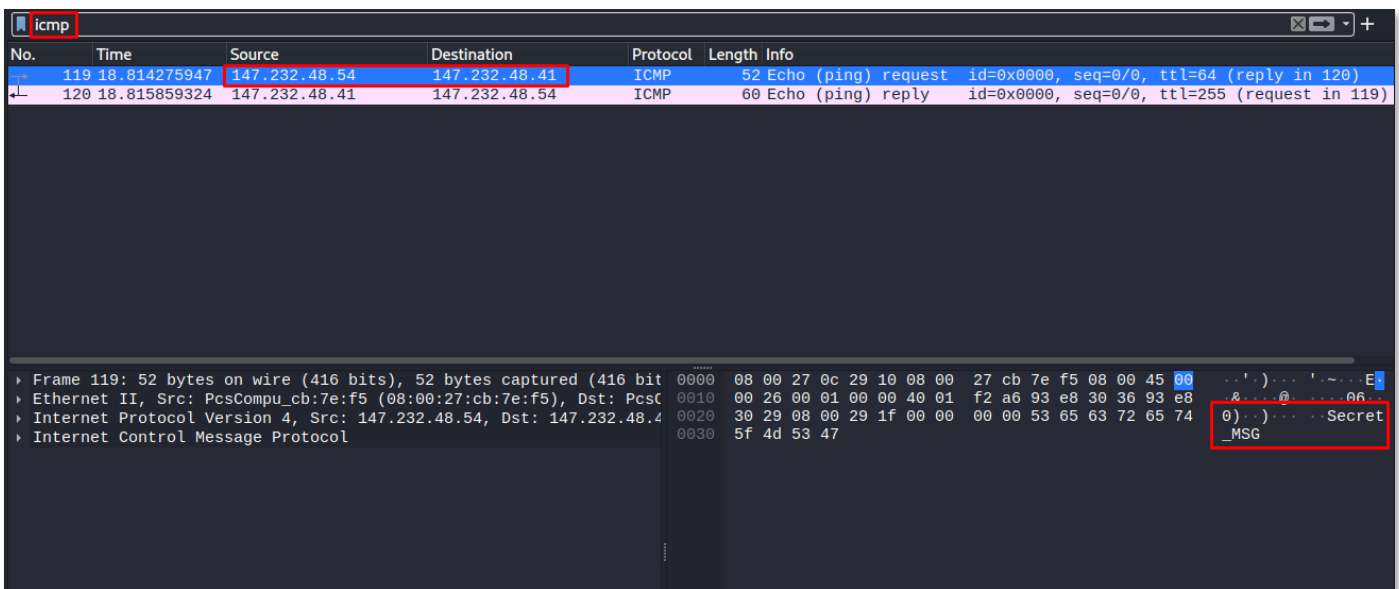 icmp
No. Time Source Destination Protocol Length Info
119 18.814275947 147.232.48.54 147.232.48.41 ICMP 52 Echo (ping) request id=0x0000, seq=0/0, ttl=64 (reply in 120)
120 18.815859324 147.232.48.41 147.232.48.54 ICMP 60 Echo (ping) reply id=0x0000, seq=0/0, ttl=255 (request in 119)
Frame 119: 52 bytes on wire (416 bits), 52 bytes captured (416 bit
Ethernet II, Src: PcsCompu_cb:7e:f5 (08:00:27:cb:7e:f5), Dst: PcsC
Internet Protocol Version 4, Src: 147.232.48.54, Dst: 147.232.48.4
Internet Control Message Protocol
0000 08 00 27 0c 29 10 08 00 27 cb 7e f5 08 00 45 00 ··'·)··· '·~···E·
0010 00 26 00 01 00 00 40 01 f2 a6 93 e8 30 36 93 e8 ·&····@· ····06··
0020 30 29 08 00 29 1f 00 00 00 00 53 65 63 72 65 74 0)··)··· ··Secret
0030 5f 4d 53 47 _MSG